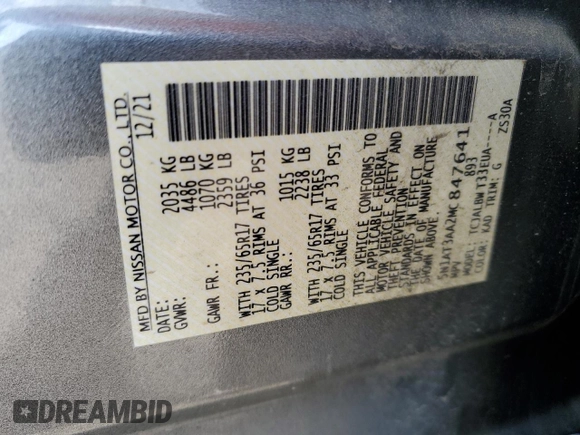 MFD BY NISSAN MOTOR CO., LTD.
DATE: 12/21
GVWR: 2035 KG
4486 LB
GAWR FR.: 1070 KG
2359 LB
WITH 235/65R17 TIRES
17 X 7.5 RIMS AT 36 PSI
COLD SINGLE
GAWR RR.: 1015 KG
2238 LB
WITH 235/65R17 TIRES
17 X 7.5 RIMS AT 33 PSI
COLD SINGLE
THIS VEHICLE CONFORMS TO
ALL APPLICABLE FEDERAL
MOTOR VEHICLE SAFETY AND
THEFT PREVENTION
STANDARDS IN EFFECT ON
THE DATE OF MANUFACTURE
SHOWN ABOVE.
5N1AT3AA2MC847641
MPV 893
MODEL: TCJALBW T33EUA----A
COLOR: KAD TRIM: G ZS30A
DREAMBID